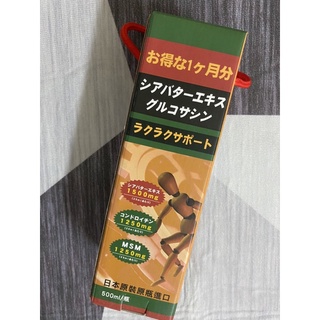 お得な1ヶ月分
シアバターエキス
グルコサシン
ラクラクサポート
シアバターエキス
1500mg
コンドロイチン
1250mg
MSM
1250mg
日本原裝原瓶進口
500ml/瓶